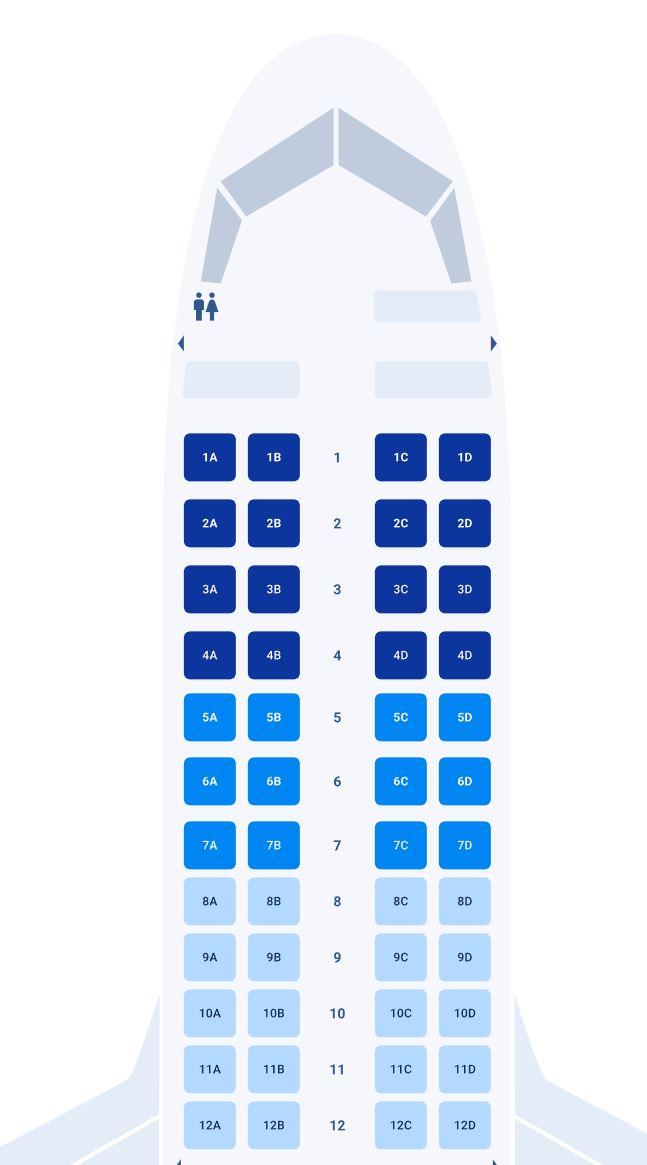 1A 1B 1 1C 1D
2A 2B 2 2C 2D
3A 3B 3 3C 3D
4A 4B 4 4D 4D
5A 5B 5 5C 5D
6A 6B 6 6C 6D
7A 7B 7 7C 7D
8A 8B 8 8C 8D
9A 9B 9 9C 9D
10A 10B 10 10C 10D
11A 11B 11 11C 11D
12A 12B 12 12C 12D